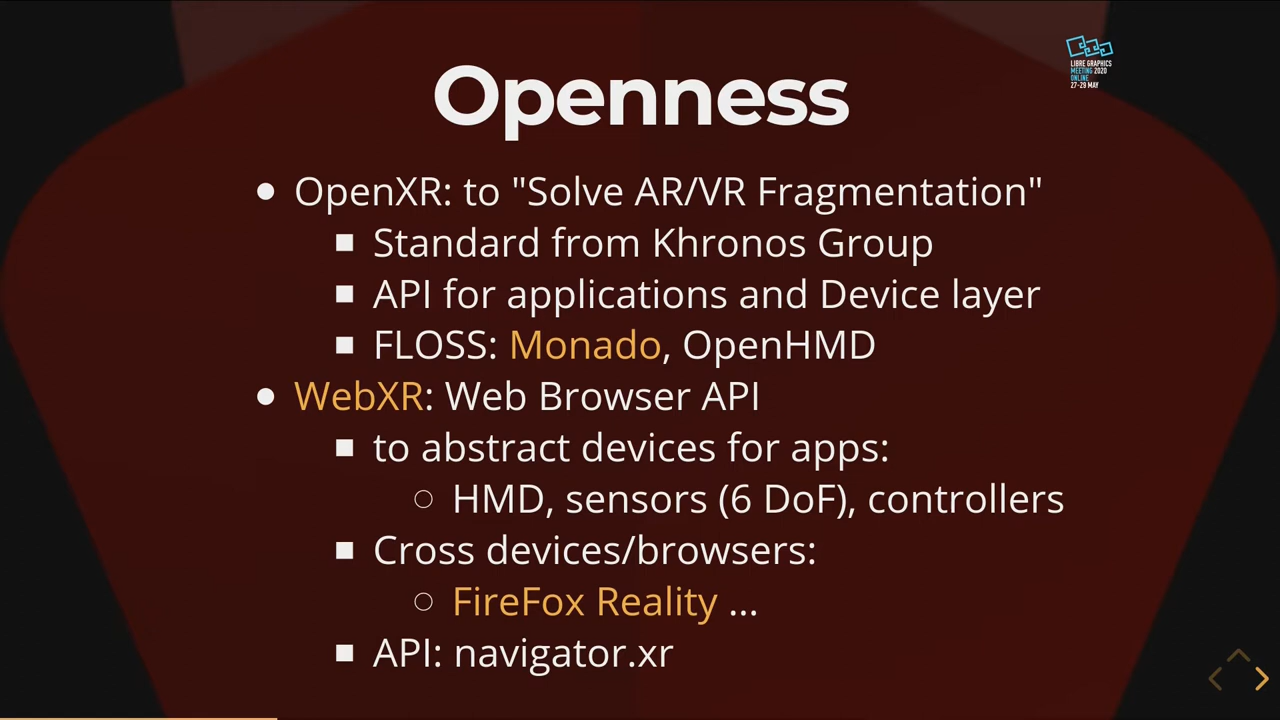 LIBRE GRAPHICS
MEETING 2020
ONLINE
27-29 MAY
Openness
OpenXR: to "Solve AR/VR Fragmentation"
Standard from Khronos Group
API for applications and Device layer
FLOSS: Monado, OpenHMD
WebXR: Web Browser API
to abstract devices for apps:
HMD, sensors (6 DoF), controllers
Cross devices/browsers:
FireFox Reality ...
API: navigator.xr